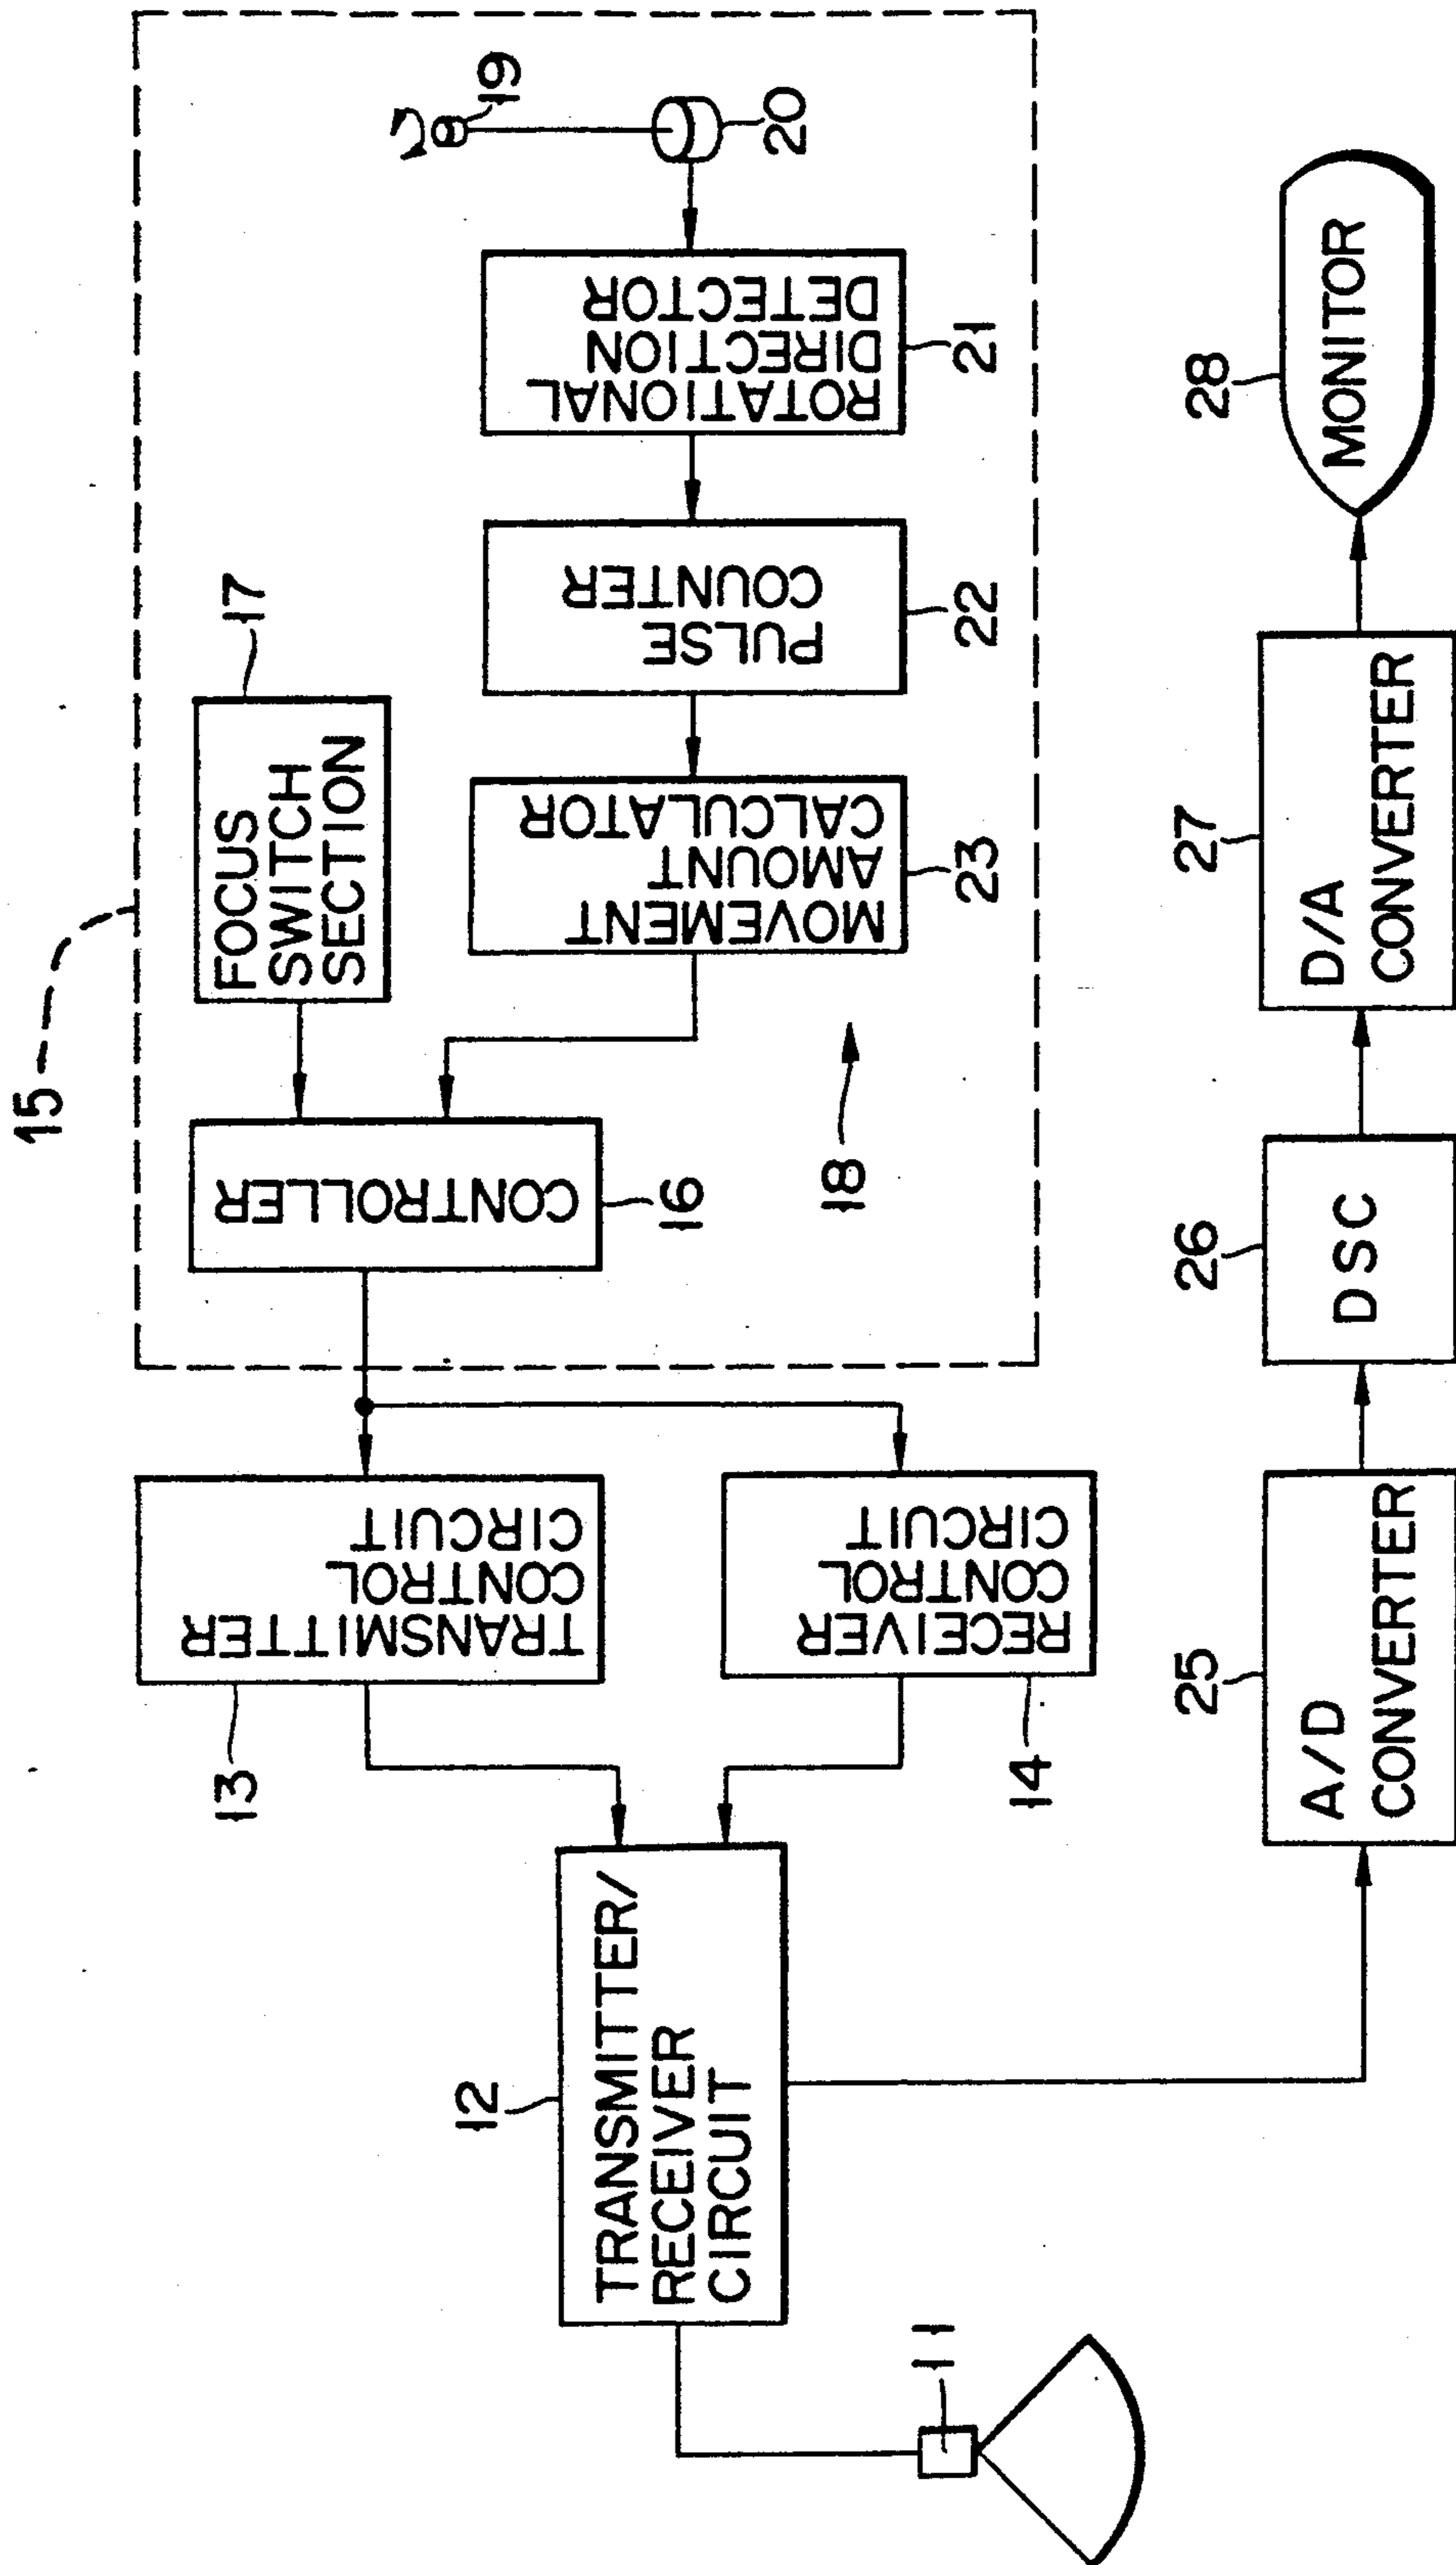 15
FOCUS
SWITCH
SECTION
17
13
TRANSMITTER
CONTROL
CIRCUIT
CONTROLLER
16
19
20
12
TRANSMITTER/
RECEIVER
CIRCUIT
14
RECEIVER
CONTROL
CIRCUIT
18
MOVEMENT
AMOUNT
CALCULATOR
23
PULSE
COUNTER
22
ROTATIONAL
DIRECTION
DETECTOR
21
11
25
A/D
CONVERTER
26
DSC
27
D/A
CONVERTER
28
MONITOR